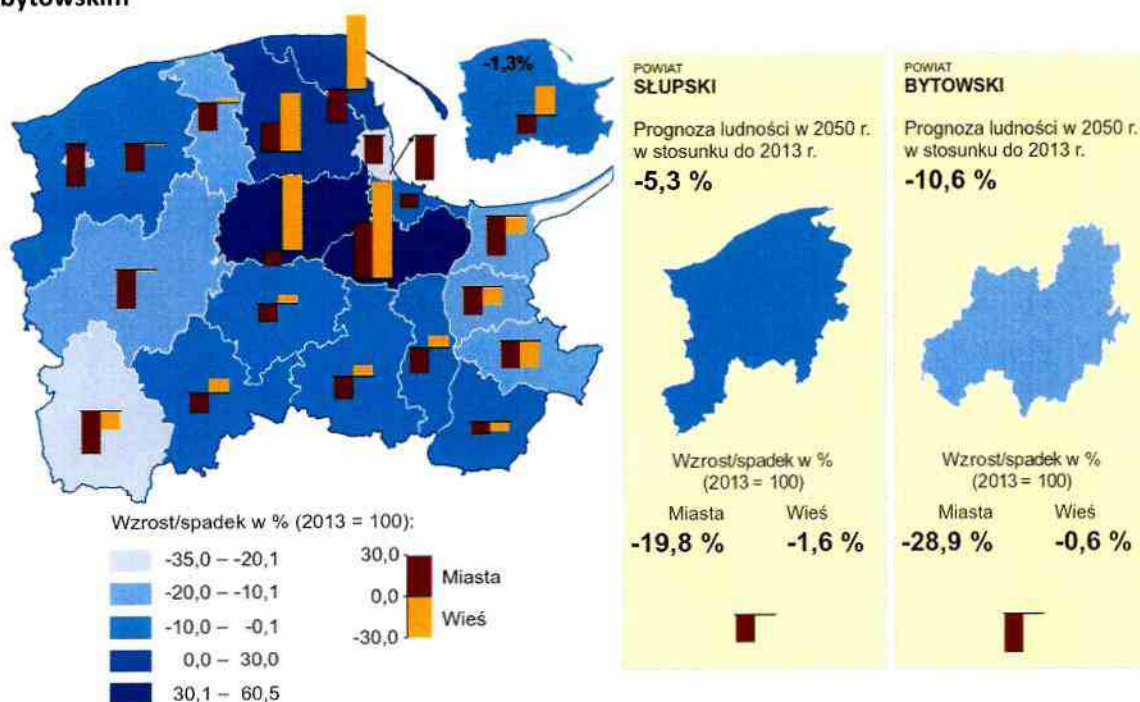 bytowskim
-1,3%
Wzrost/spadek w % (2013 = 100):
-35,0 – -20,1
-20,0 – -10,1
-10,0 – -0,1
0,0 – 30,0
30,1 – 60,5
30,0
0,0
-30,0
Miasta
Wieś
POWIAT
SŁUPSKI
Prognoza ludności w 2050 r.
w stosunku do 2013 r.
-5,3 %
Wzrost/spadek w %
(2013 = 100)
Miasta Wieś
-19,8 % -1,6 %
POWIAT
BYTOWSKI
Prognoza ludności w 2050 r.
w stosunku do 2013 r.
-10,6 %
Wzrost/spadek w %
(2013 = 100)
Miasta Wieś
-28,9 % -0,6 %